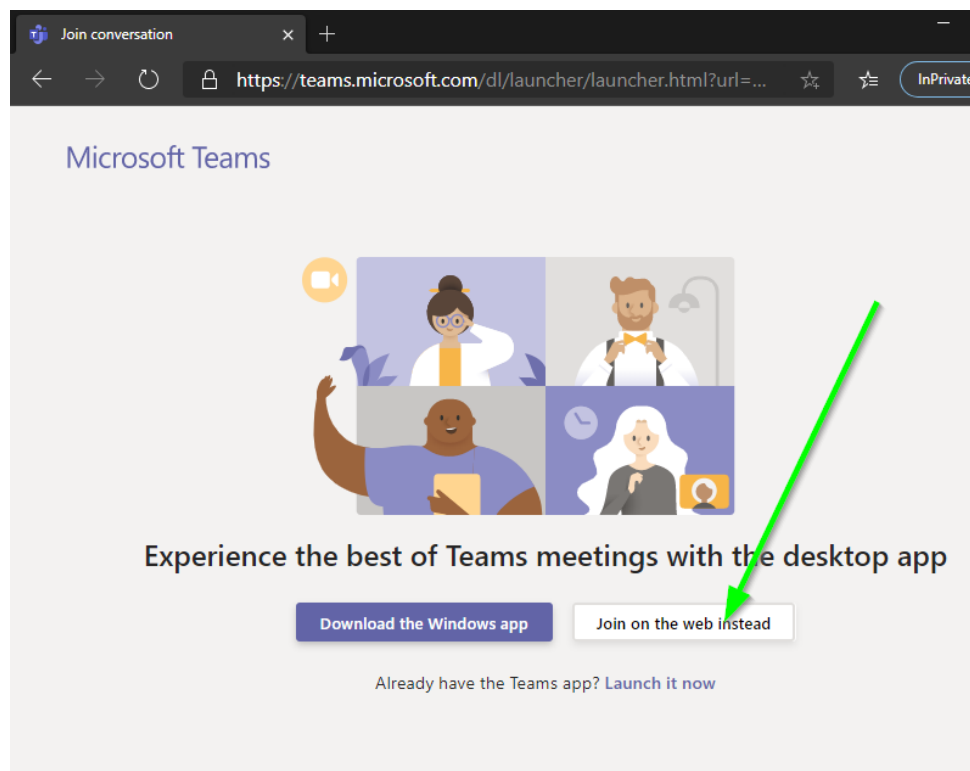 Join conversation
https://teams.microsoft.com/dl/launcher/launcher.html?url=...
InPrivate
Microsoft Teams
Experience the best of Teams meetings with the desktop app
Download the Windows app
Join on the web instead
Already have the Teams app? Launch it now